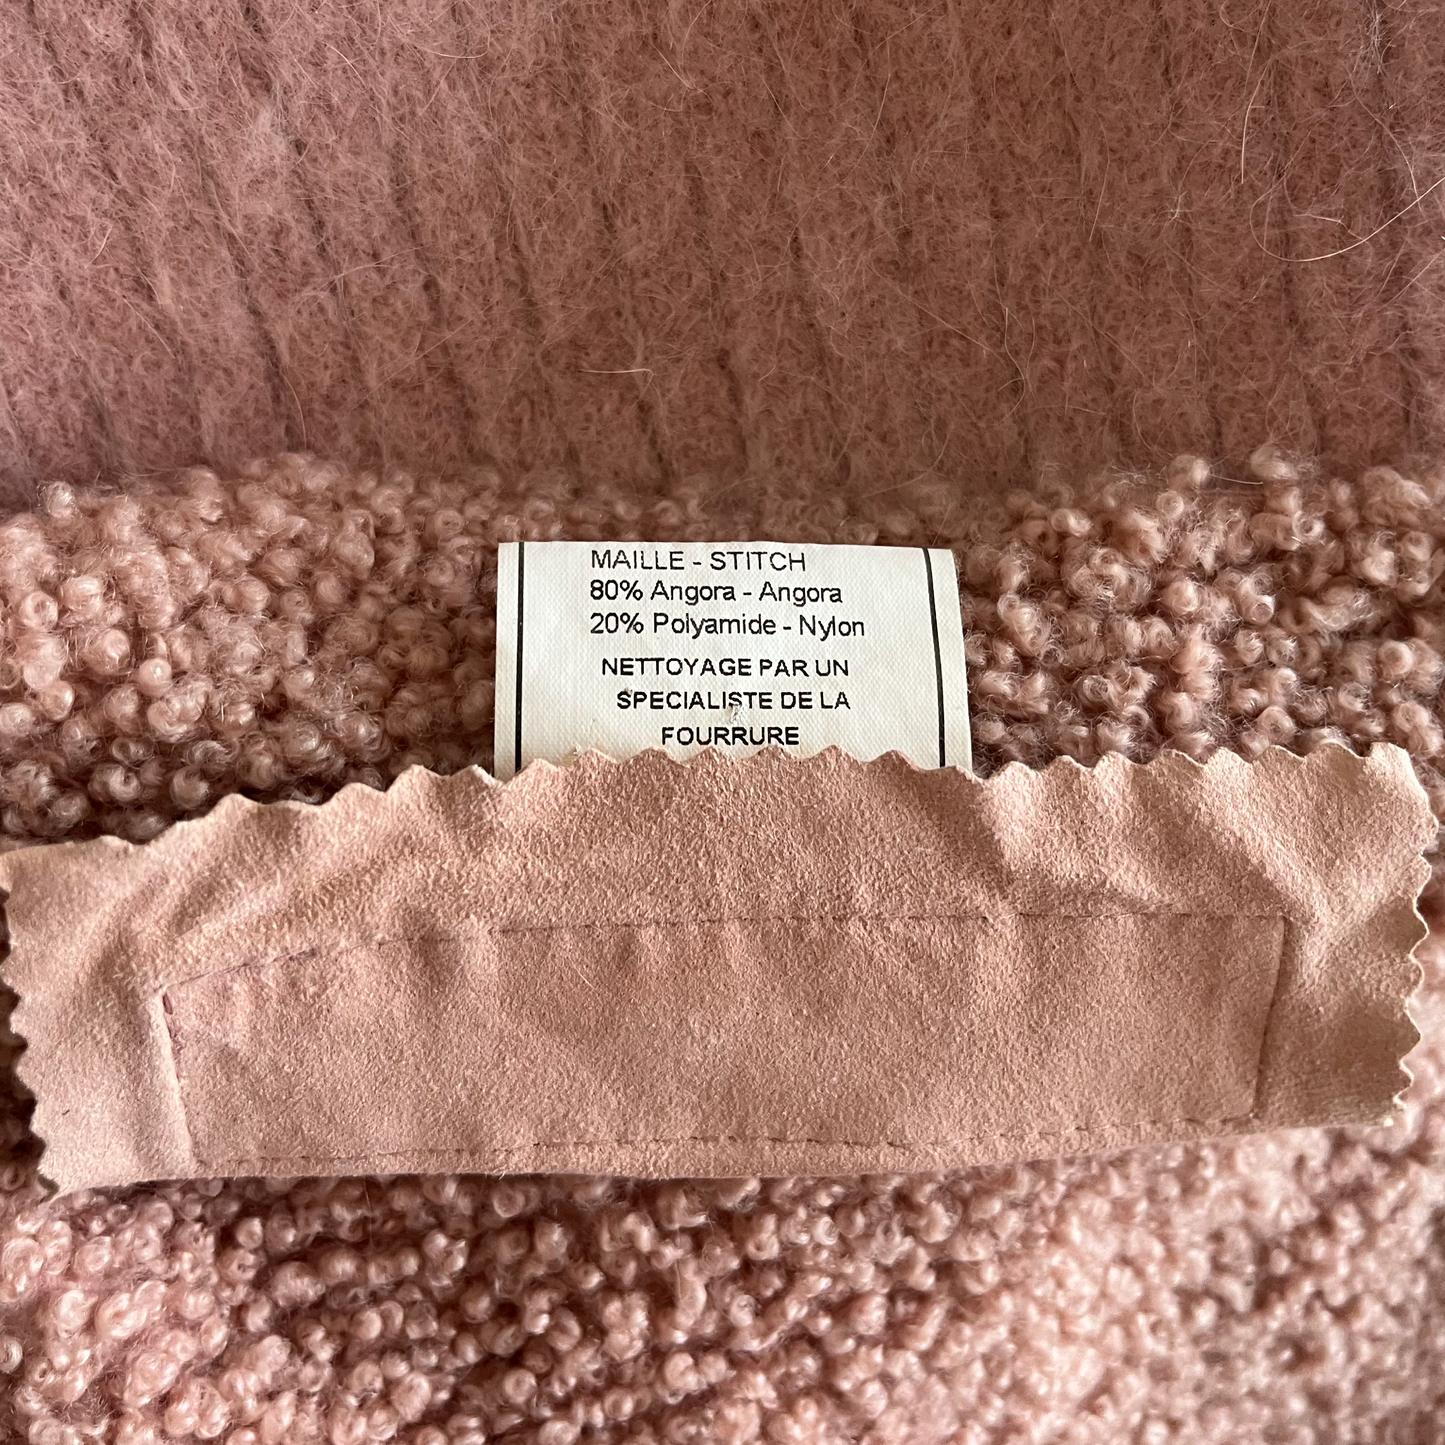 MAILLE - STITCH
80% Angora - Angora
20% Polyamide - Nylon
NETTOYAGE PAR UN
SPECIALISTE DE LA
FOURRURE